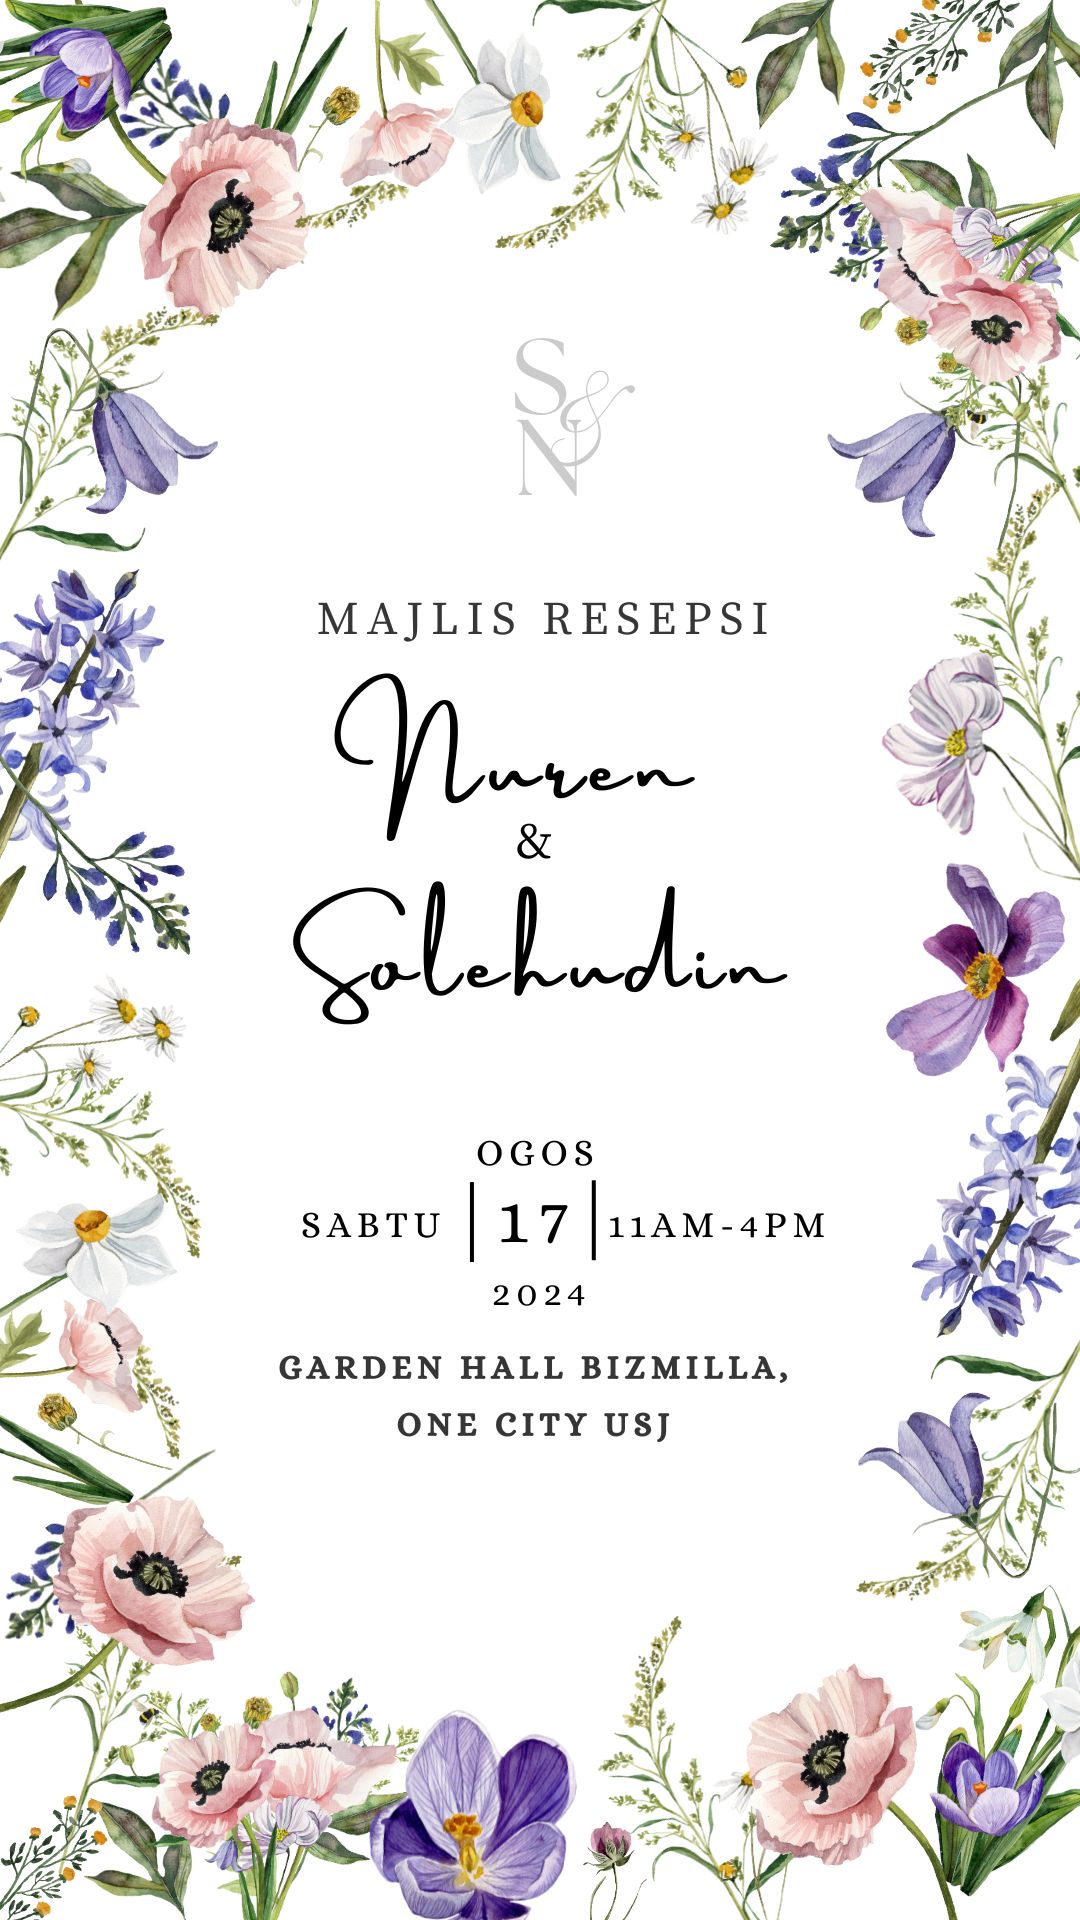 S&
N
MAJLIS RESEPSI
Nuren
&
Solehudin
OGOS
SABTU | 17 | 11AM-4PM
2024
GARDEN HALL BIZMILLA,
ONE CITY USJ